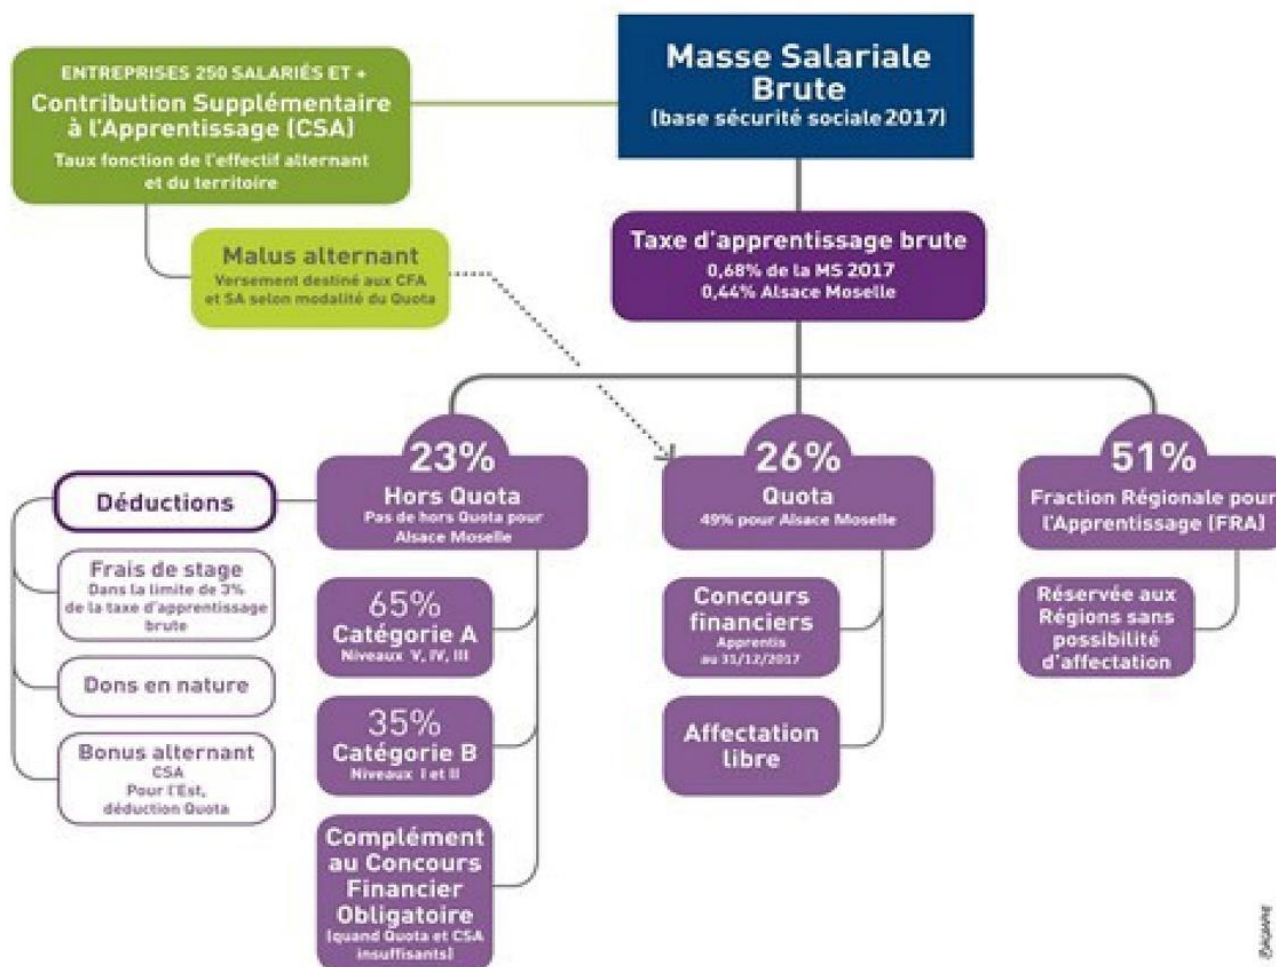 ENTREPRISES 250 SALARIÉS ET +
Contribution Supplémentaire
à l'Apprentissage (CSA)
Taux fonction de l'effectif alternant
et du territoire
Masse Salariale
Brute
(base sécurité sociale 2017)
Malus alternant
Versement destiné aux CFA
et SA selon modalité du Quota
Taxe d'apprentissage brute
0,68% de la MS 2017
0,44% Alsace Moselle
23%
Hors Quota
Pas de hors Quota pour
Alsace Moselle
26%
Quota
49% pour Alsace Moselle
51%
Fraction Régionale pour
l'Apprentissage (FRA)
Déductions
Frais de stage
Dans la limite de 3%
de la taxe d'apprentissage
brute
Dons en nature
Bonus alternant
CSA
Pour l'Est,
déduction Quota
65%
Catégorie A
Niveaux V, IV, III
35%
Catégorie B
Niveaux I et II
Complément
au Concours
Financier
Obligatoire
(quand Quota et CSA
insuffisants)
Concours
financiers
Apprentis
au 31/12/2017
Affectation
libre
Réservée aux
Régions sans
possibilité
d'affectation